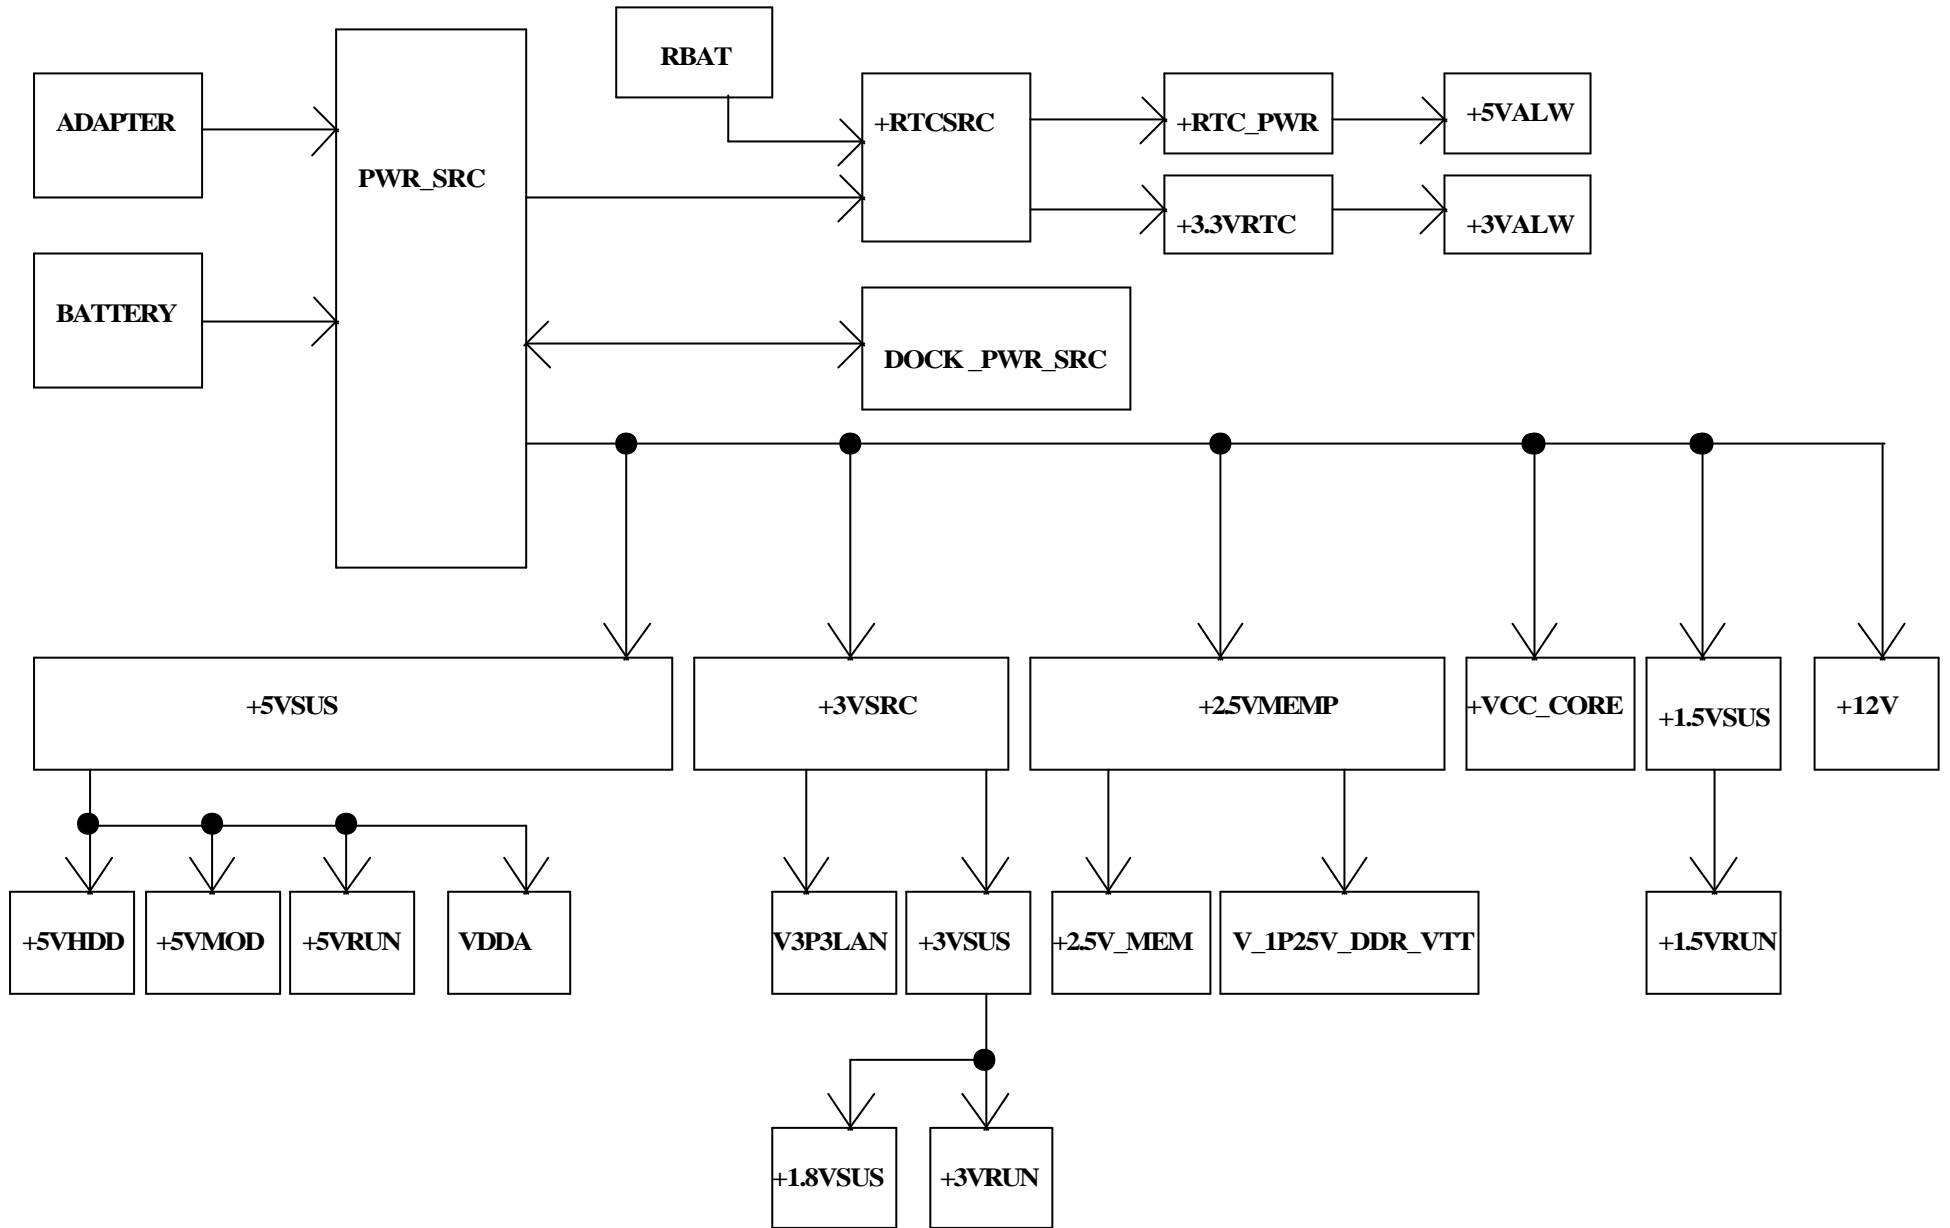 RBAT
ADAPTER
+RTCSRC
+RTC_PWR
+5VALW
PWR_SRC
+3.3VRTC
+3VALW
BATTERY
DOCK_PWR_SRC
+5VSUS
+3VSRC
+2.5VMEMP
+VCC_CORE
+1.5VSUS
+12V
+5VHDD
+5VMOD
+5VRUN
VDDA
V3P3LAN
+3VSUS
+2.5V_MEM
V_1P25V_DDR_VTT
+1.5VRUN
+1.8VSUS
+3VRUN